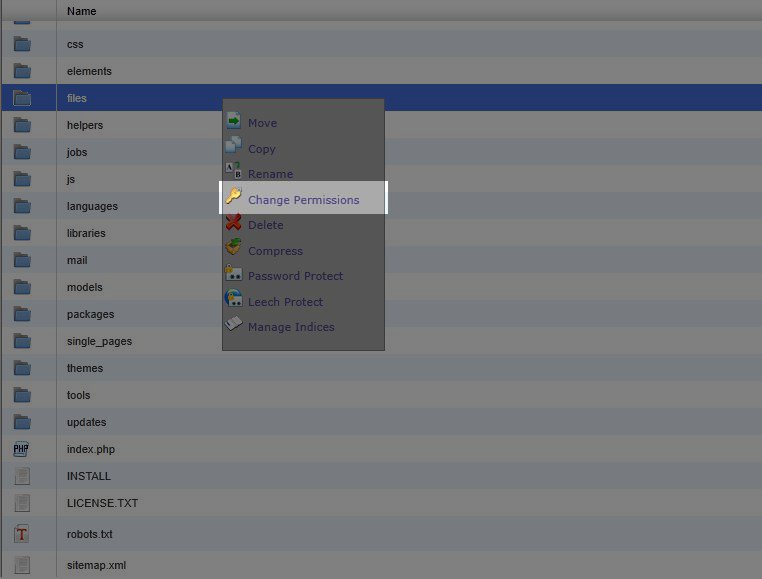 Name
css
elements
files
helpers
jobs
js
languages
libraries
mail
models
packages
single_pages
themes
tools
updates
PHP index.php
INSTALL
LICENSE.TXT
T robots.txt
sitemap.xml
Move
Copy
Rename
Change Permissions
Delete
Compress
Password Protect
Leech Protect
Manage Indices